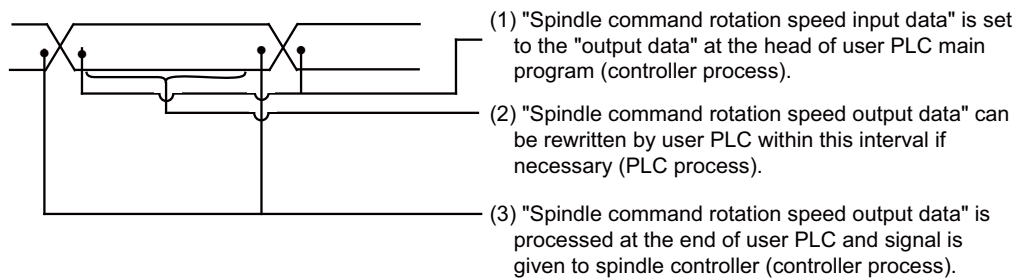 (1) "Spindle command rotation speed input data" is set
to the "output data" at the head of user PLC main
program (controller process).
(2) "Spindle command rotation speed output data" can
be rewritten by user PLC within this interval if
necessary (PLC process).
(3) "Spindle command rotation speed output data" is
processed at the end of user PLC and signal is
given to spindle controller (controller process).